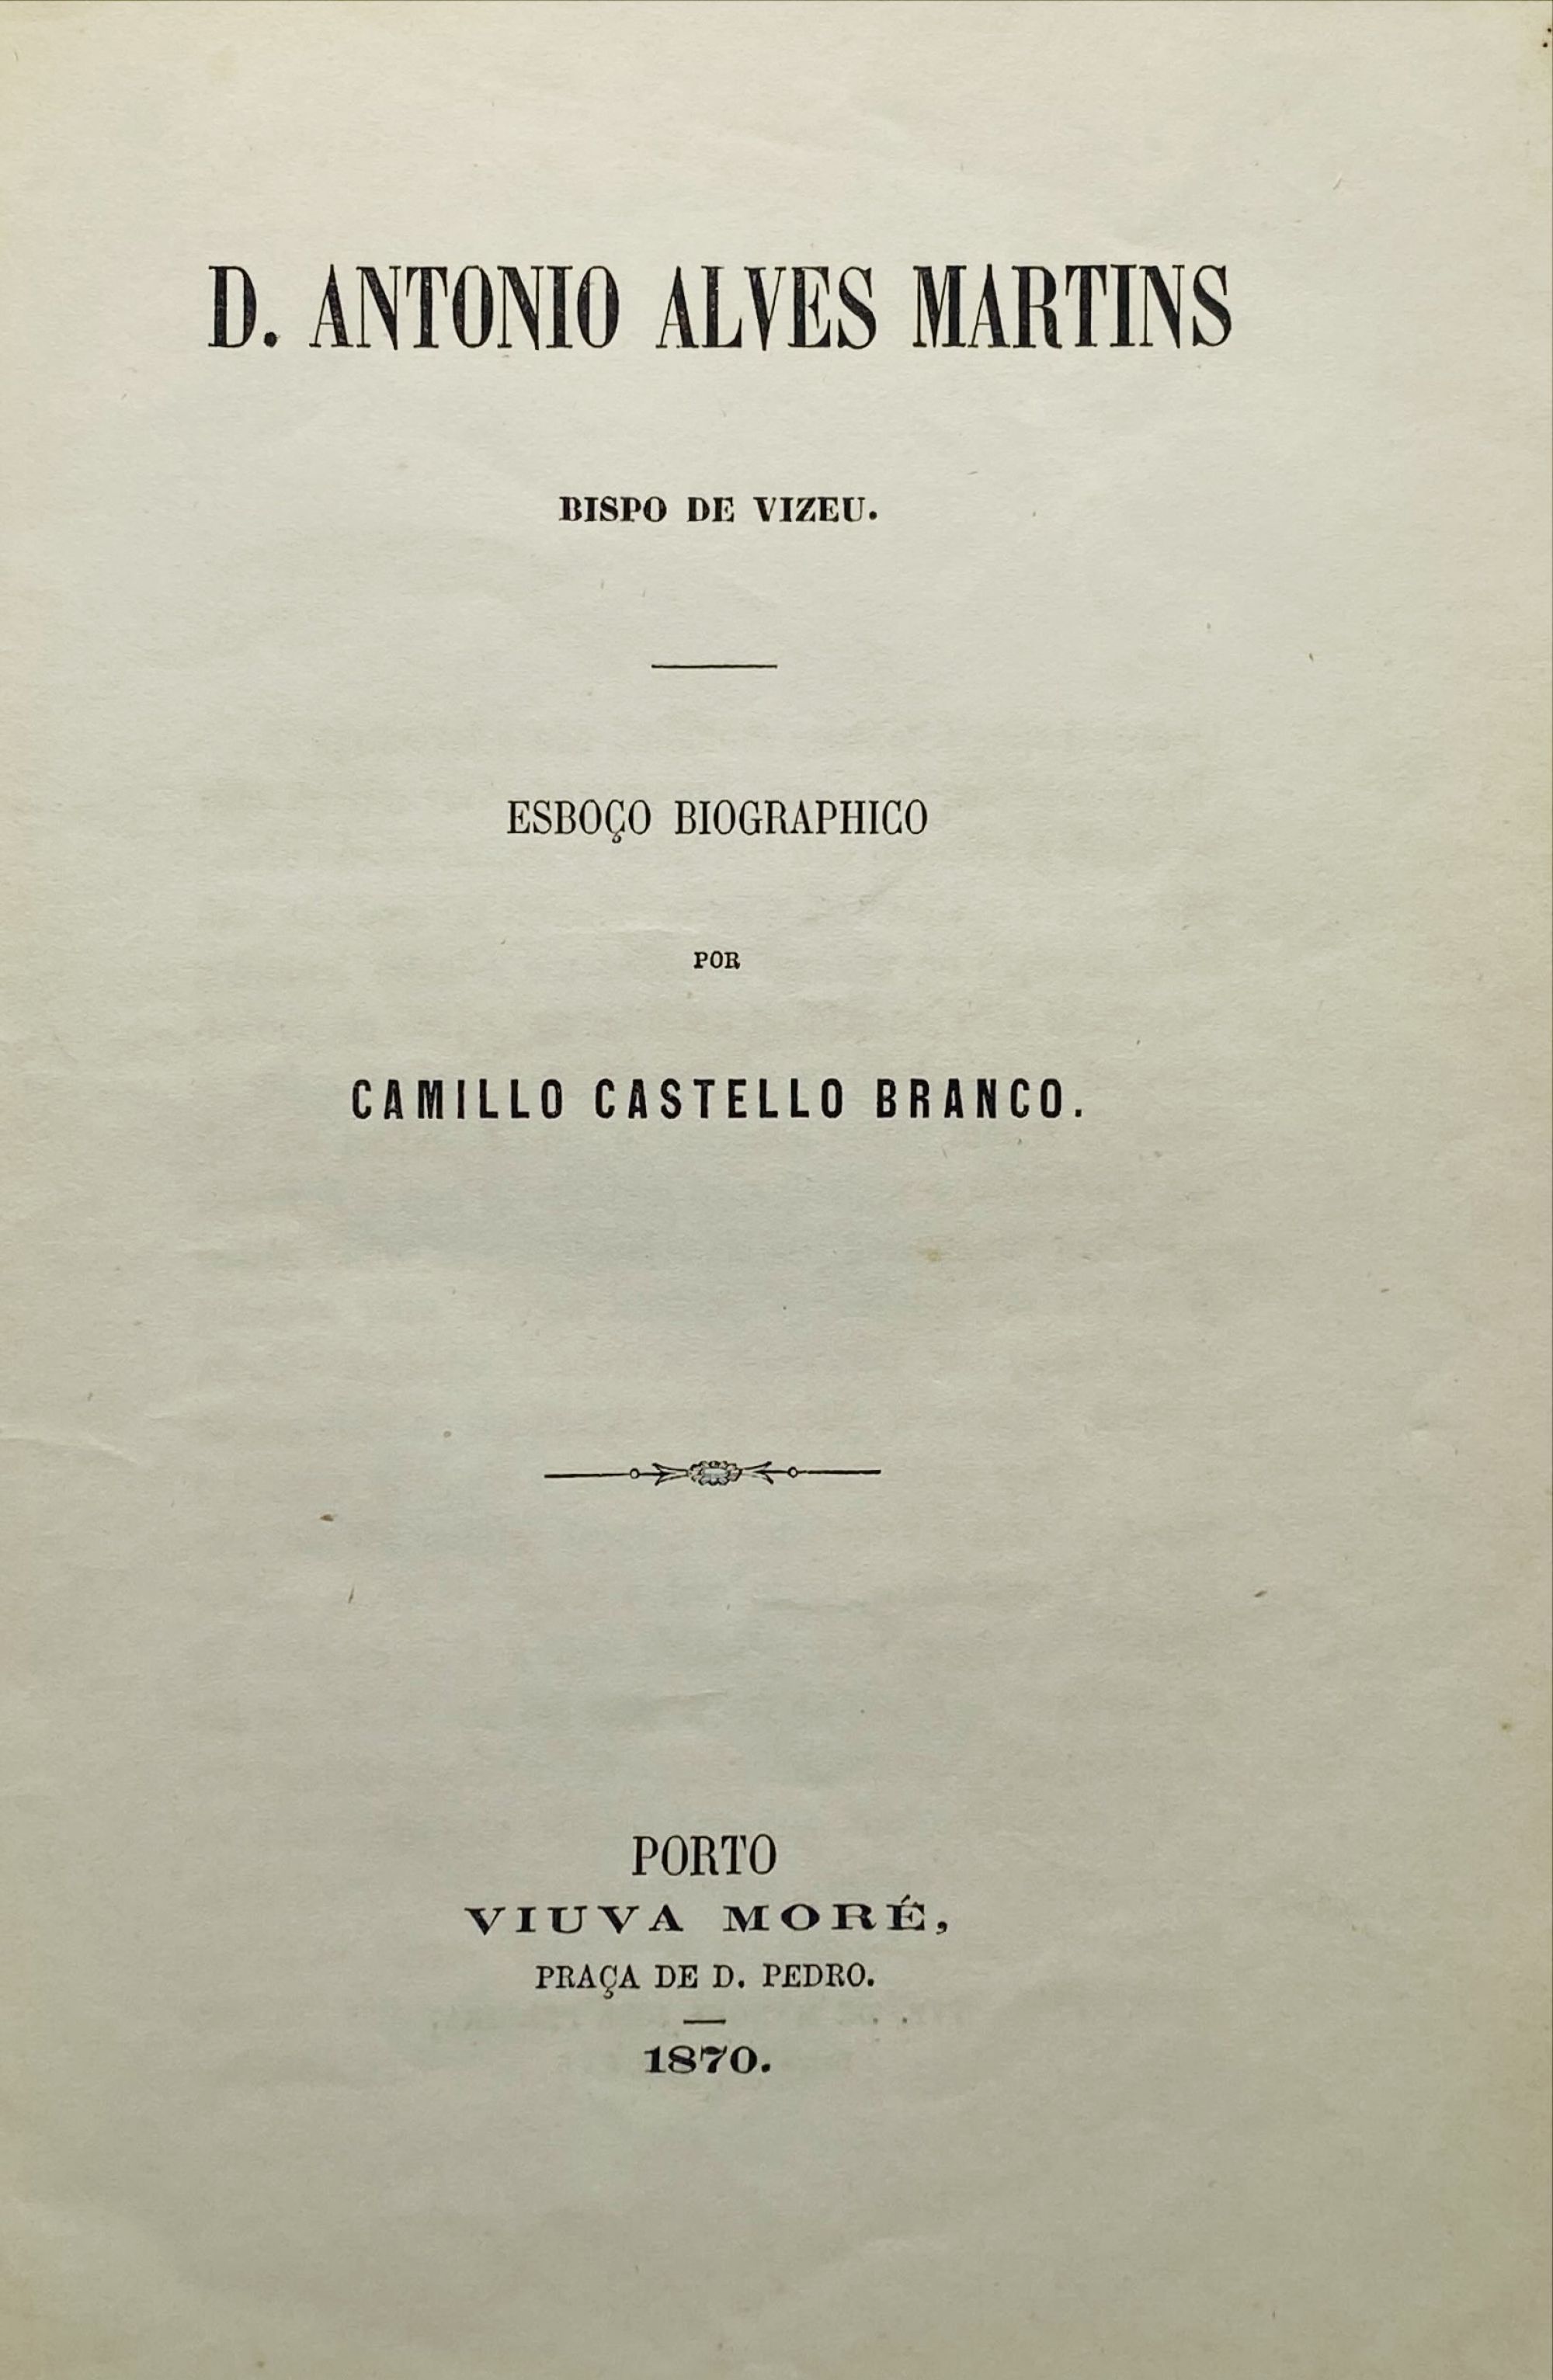 D. ANTONIO ALVES MARTINS
BISPO DE VIZEU.
ESBOÇO BIOGRAPHICO
POR
CAMILLO CASTELLO BRANCO.
PORTO
VIUVA MORÉ,
PRAÇA DE D. PEDRO.
1870.